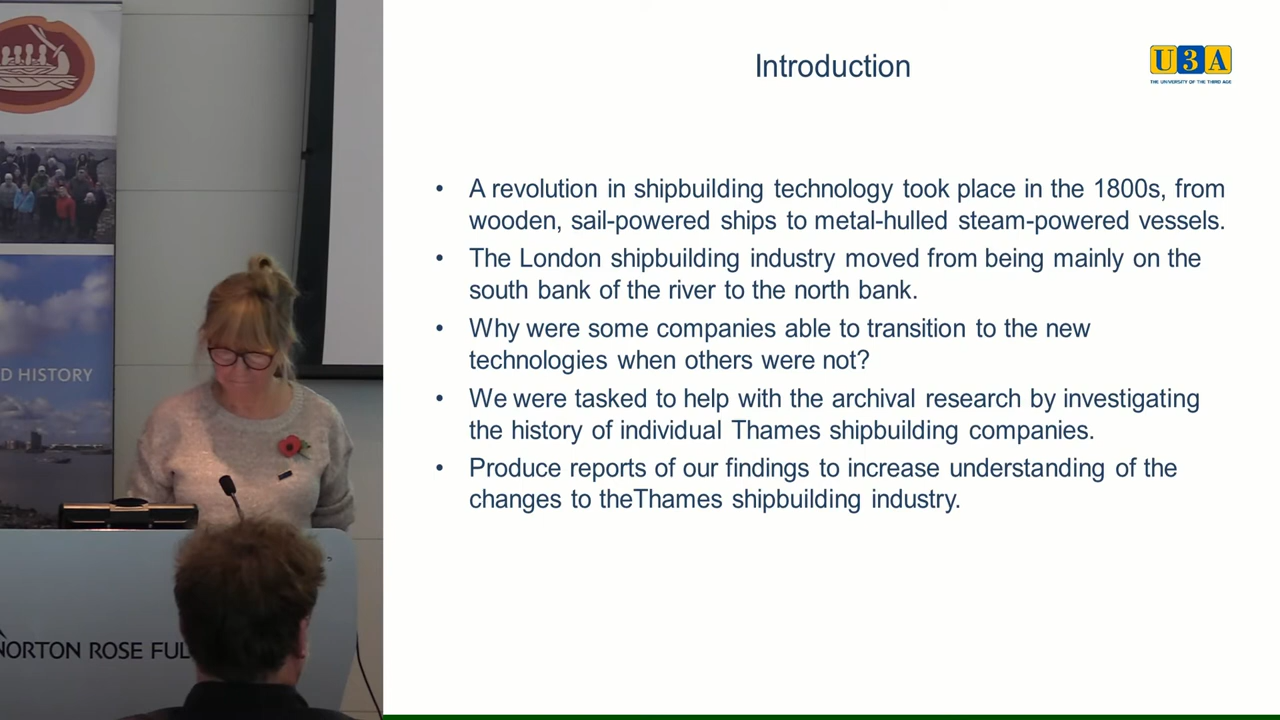 Introduction
U3A
THE UNIVERSITY OF THE THIRD AGE
• A revolution in shipbuilding technology took place in the 1800s, from
wooden, sail-powered ships to metal-hulled steam-powered vessels.
• The London shipbuilding industry moved from being mainly on the
south bank of the river to the north bank.
• Why were some companies able to transition to the new
technologies when others were not?
• We were tasked to help with the archival research by investigating
the history of individual Thames shipbuilding companies.
• Produce reports of our findings to increase understanding of the
changes to theThames shipbuilding industry.
D HISTORY
NORTON ROSE FUL